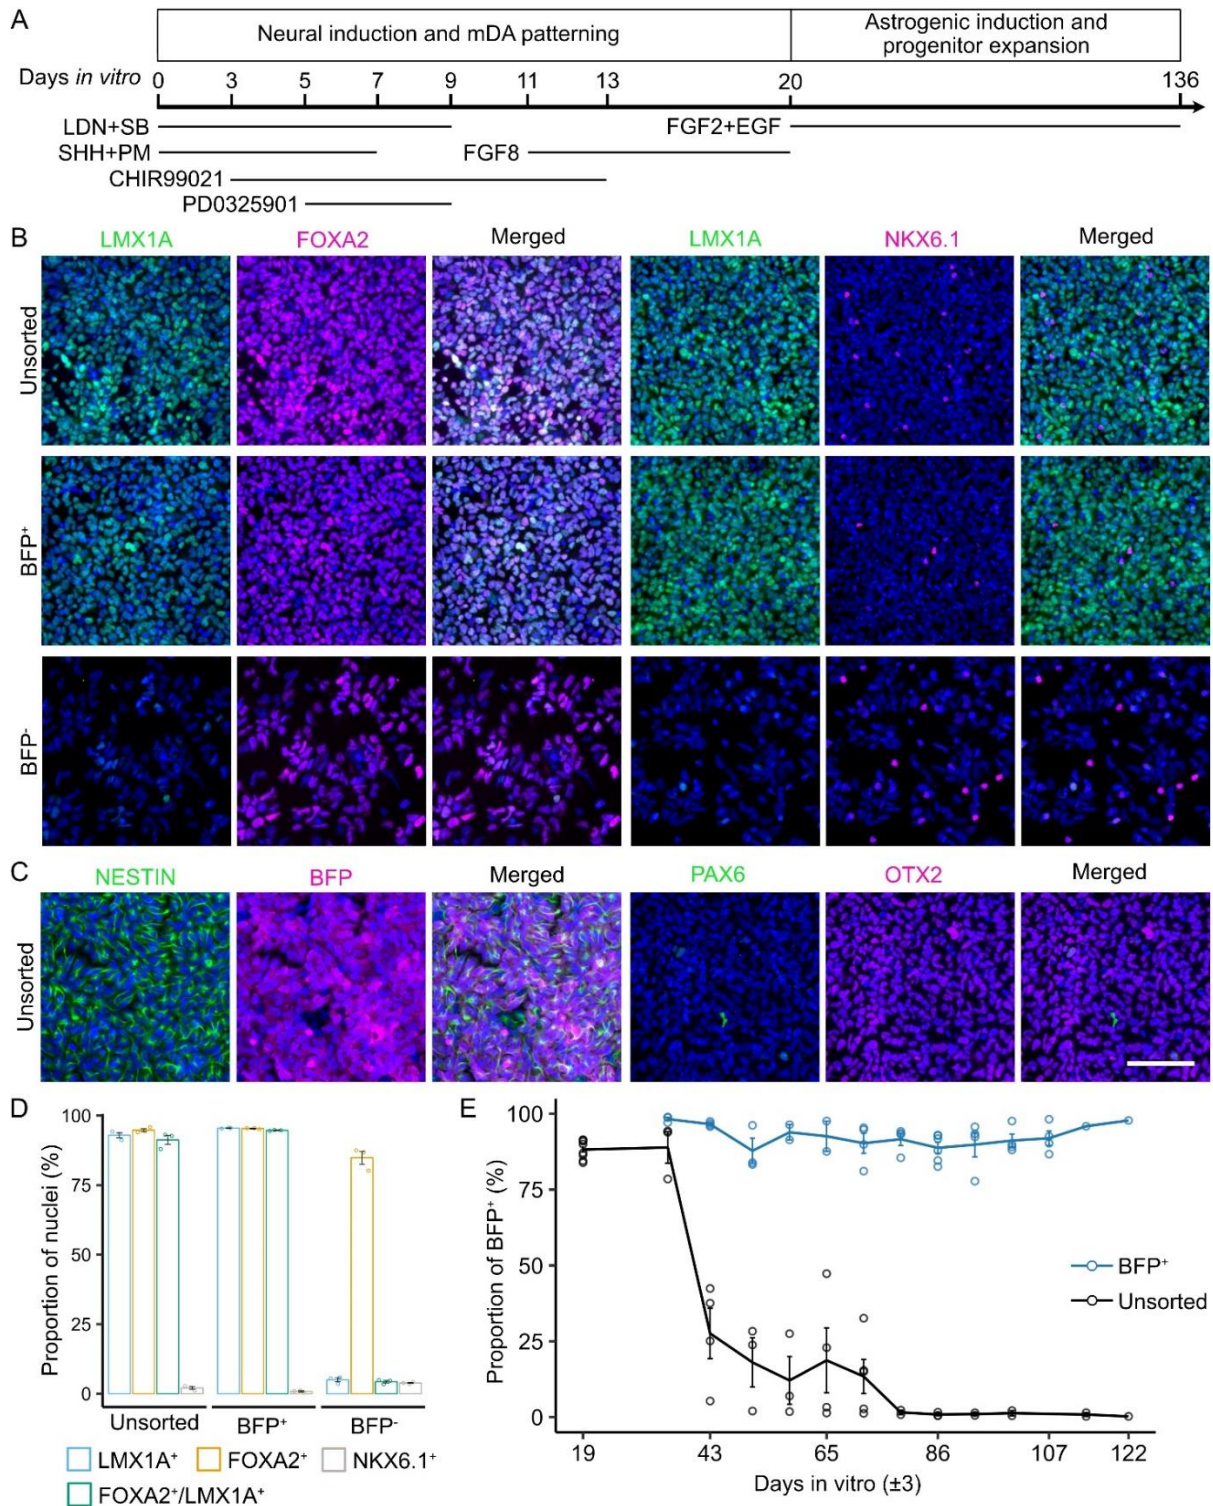 A
Neural induction and mDA patterning
Astrogenic induction and
progenitor expansion
Days in vitro
0 3 5 7 9 11 13 20 136
LDN+SB
FGF2+EGF
SHH+PM
FGF8
CHIR99021
PD0325901
B
LMX1A FOXA2 Merged LMX1A NKX6.1 Merged
Unsorted
BFP⁺
BFP⁻
C
NESTIN BFP Merged PAX6 OTX2 Merged
Unsorted
D
Proportion of nuclei (%)
100
75
50
25
0
Unsorted BFP⁺ BFP⁻
LMX1A⁺ FOXA2⁺ NKX6.1⁺
FOXA2⁺/LMX1A⁺
E
Proportion of BFP⁺ (%)
100
75
50
25
0
BFP⁺
Unsorted
19 43 65 86 107 122
Days in vitro (±3)